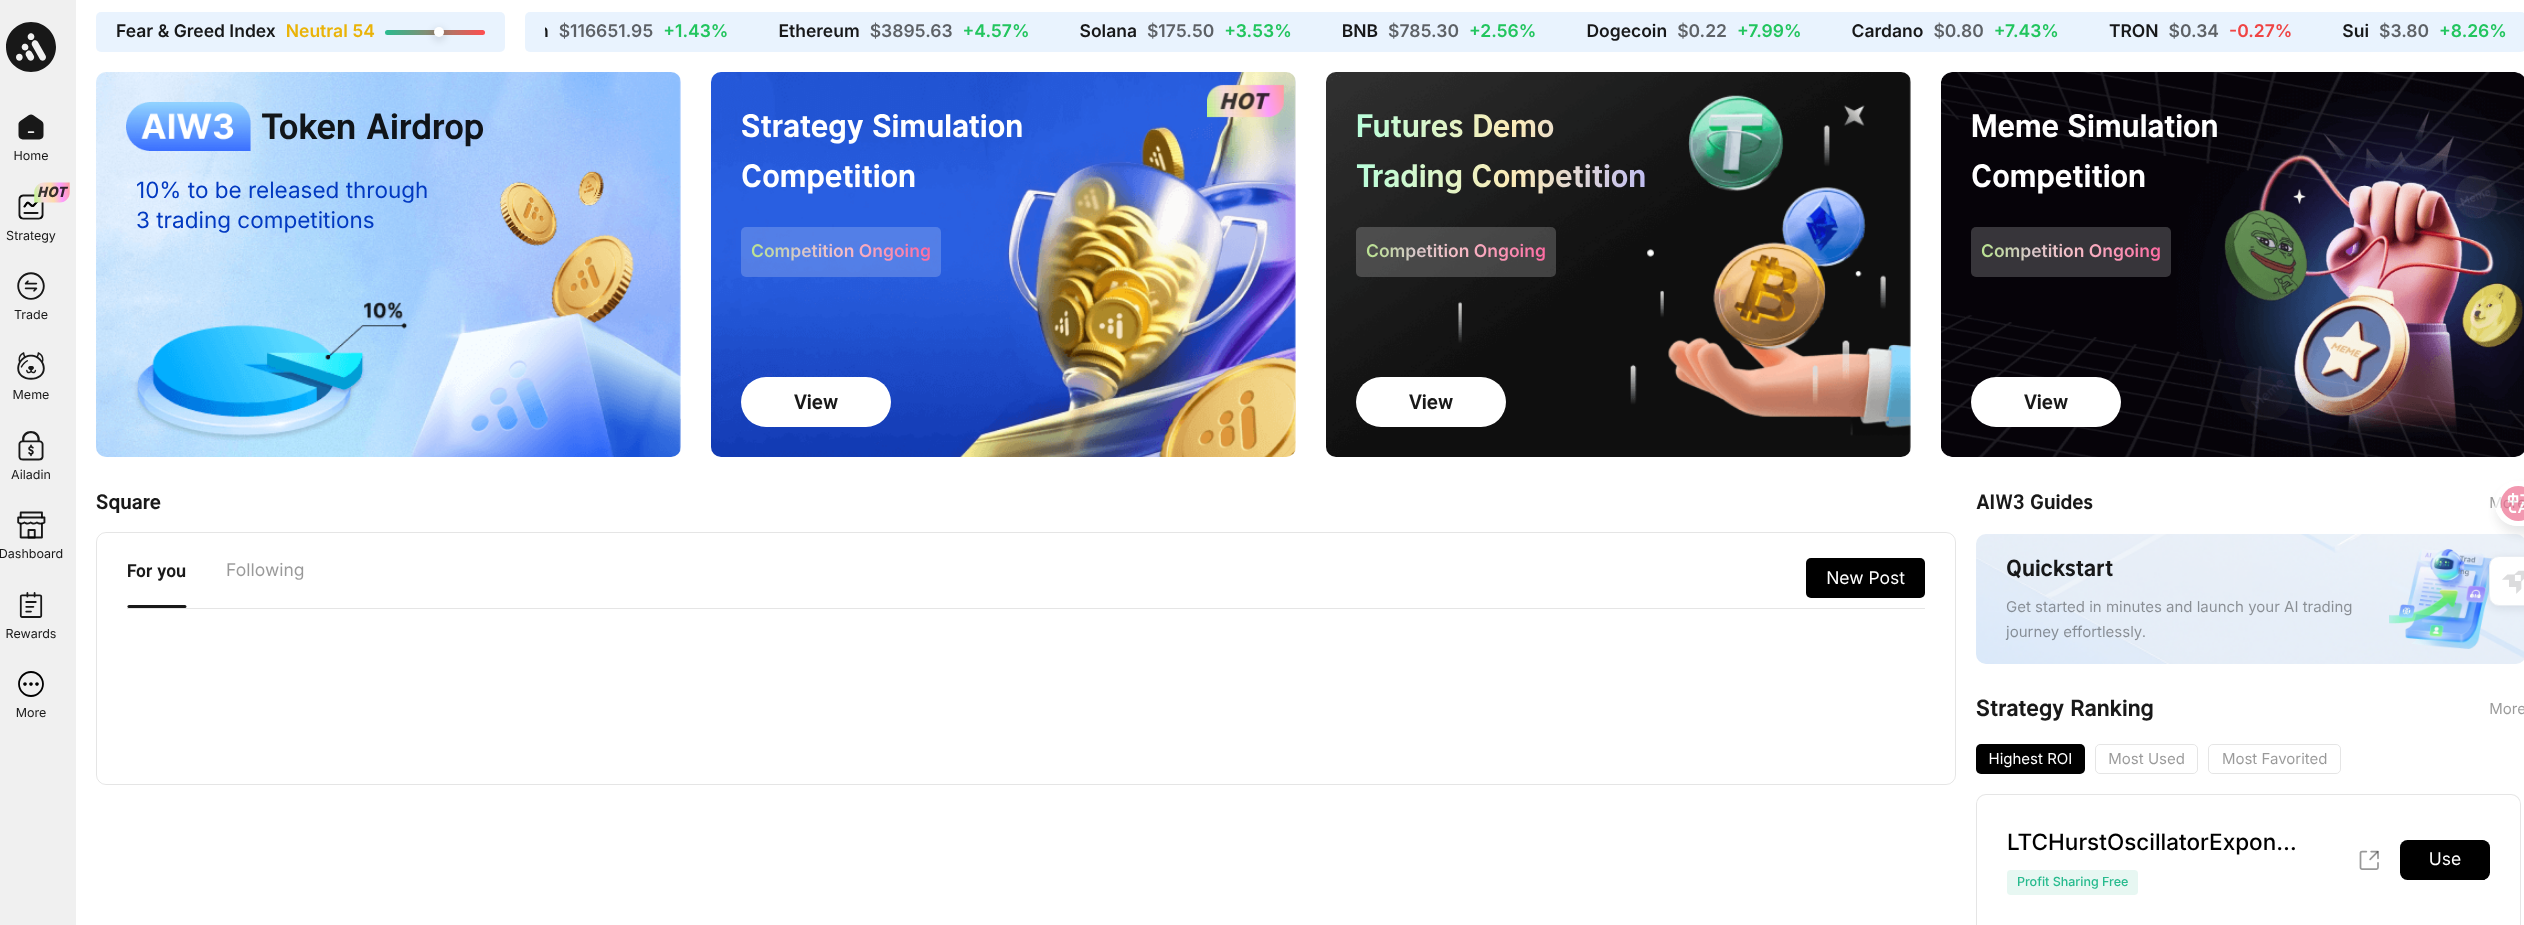 Fear & Greed Index Neutral 54
$116651.95 +1.43% Ethereum $3895.63 +4.57% Solana $175.50 +3.53% BNB $785.30 +2.56% Dogecoin $0.22 +7.99% Cardano $0.80 +7.43% TRON $0.34 -0.27% Sui $3.80 +8.26%
Home
HOT
Strategy
Trade
Meme
Ailadin
Dashboard
Rewards
More
AIW3 Token Airdrop
10% to be released through
3 trading competitions
10%
HOT
Strategy Simulation
Competition
Competition Ongoing
View
Futures Demo
Trading Competition
Competition Ongoing
View
Meme Simulation
Competition
Competition Ongoing
MEME
View
Square
For you Following
New Post
AIW3 Guides
Quickstart
Get started in minutes and launch your AI trading
journey effortlessly.
Strategy Ranking More
Highest ROI Most Used Most Favorited
LTCHurstOscillatorExpon...
Profit Sharing Free
Use